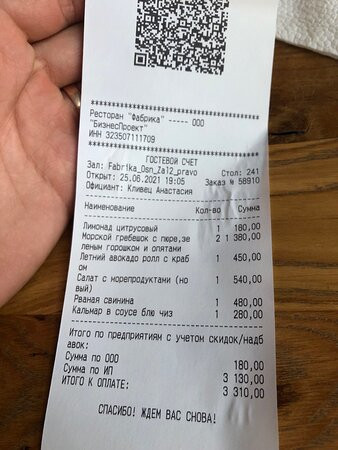 ****************************************
Ресторан "Фабрика" ----- ООО
"БизнесПроект"
ИНН 323507111709
****************************************
ГОСТЕВОЙ СЧЕТ
Зал: Fabrika_Osn_Zal2_pravo
Стол: 241
Открыт: 25.06.2021 19:05
Заказ № 58910
Официант: Кливец Анастасия
Наименование Кол-во Сумма
Лимонад цитрусовый 1 180,00
Морской гребешок с пюре,зе 2 1 380,00
леным горошком и опятами
Летний авокадо ролл с краб 1 450,00
ом
Салат с морепродуктами (но 1 540,00
вый)
Рваная свинина 1 480,00
Кальмар в соусе блю чиз 1 280,00
Итого по предприятиям с учетом скидок/надб
авок:
Сумма по ООО 180,00
Сумма по ИП 3 130,00
ИТОГО К ОПЛАТЕ: 3 310,00
СПАСИБО! ЖДЕМ ВАС СНОВА!